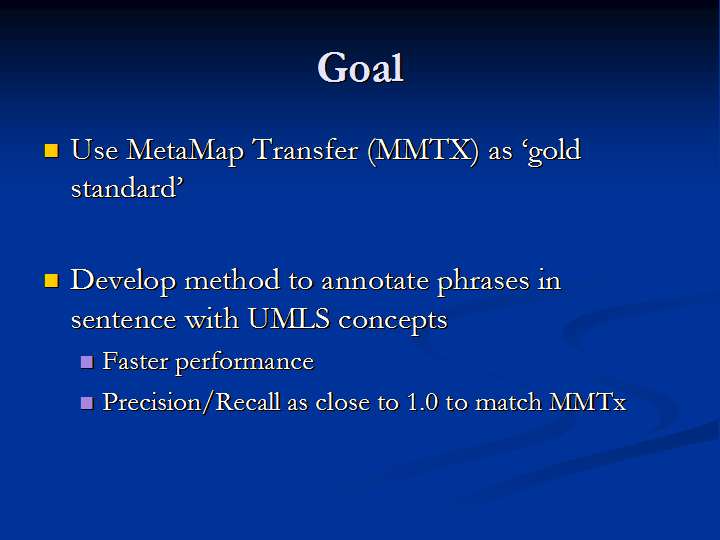 Goal
Use MetaMap Transfer (MMTX) as ‘gold
standard’
Develop method to annotate phrases in
sentence with UMLS concepts
Faster performance
Precision/Recall as close to 1.0 to match MMTx